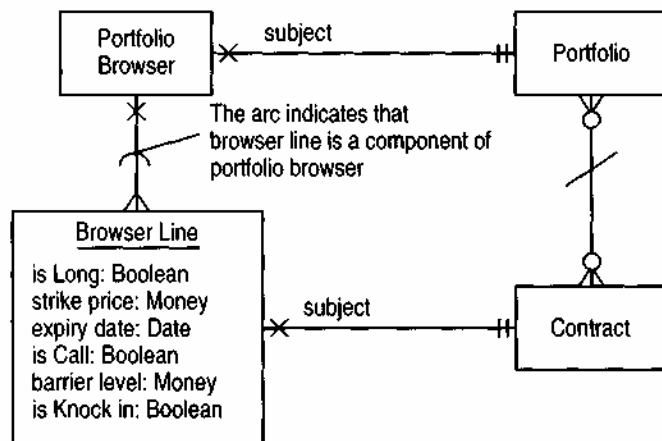 Portfolio
Browser
subject
Portfolio
The arc indicates that
browser line is a component of
portfolio browser
Browser Line
is Long: Boolean
strike price: Money
expiry date: Date
is Call: Boolean
barrier level: Money
is Knock in: Boolean
subject
Contract